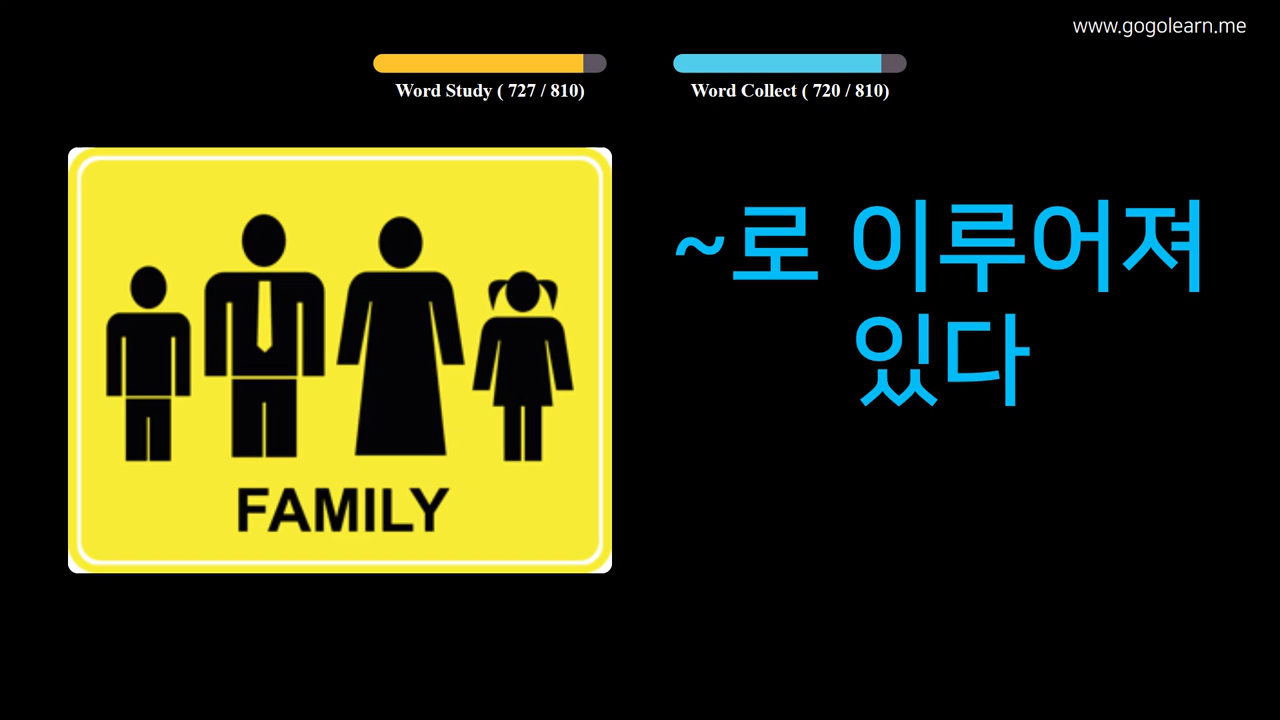 www.gogolearn.me
Word Study ( 727 / 810)
Word Collect ( 720 / 810)
~로 이루어져
있다
FAMILY